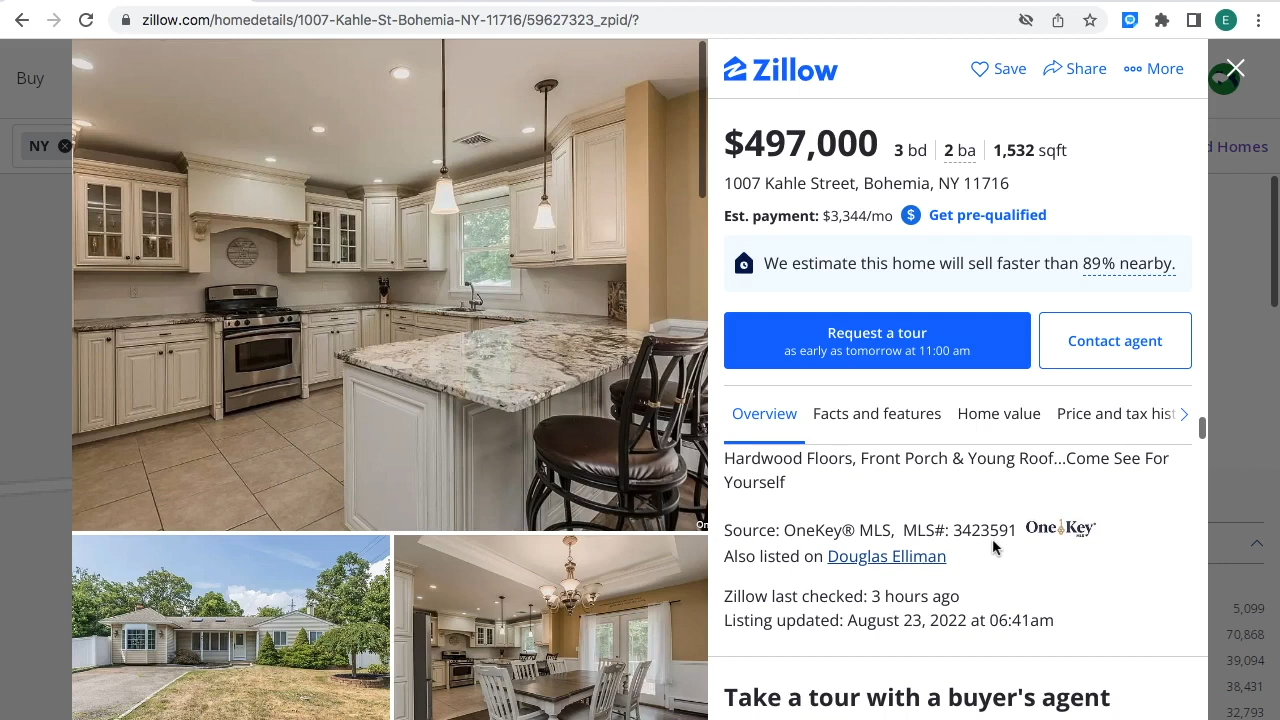 zillow.com/homedetails/1007-Kahle-St-Bohemia-NY-11716/59627323_zpid/?
E
Buy
NY
Zillow
Save
Share
More
$497,000
3 bd
2 ba
1,532 sqft
1007 Kahle Street, Bohemia, NY 11716
Est. payment: $3,344/mo
$ Get pre-qualified
We estimate this home will sell faster than 89% nearby.
Request a tour
as early as tomorrow at 11:00 am
Contact agent
Overview
Facts and features
Home value
Price and tax hist
Hardwood Floors, Front Porch & Young Roof...Come See For
Yourself
Source: OneKey® MLS, MLS#: 3423591
OneKey
Also listed on Douglas Elliman
Zillow last checked: 3 hours ago
Listing updated: August 23, 2022 at 06:41am
Take a tour with a buyer's agent
d Homes
5,099
70,868
39,094
38,431
32,793